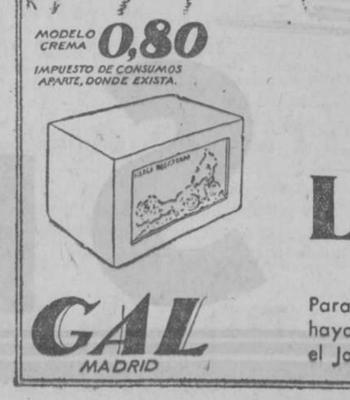 MODELO
CREMA 0,80
IMPUESTO DE CONSUMOS
APARTE, DONDE EXISTA.
L
GAL
MADRID
Para
haya
el Ja